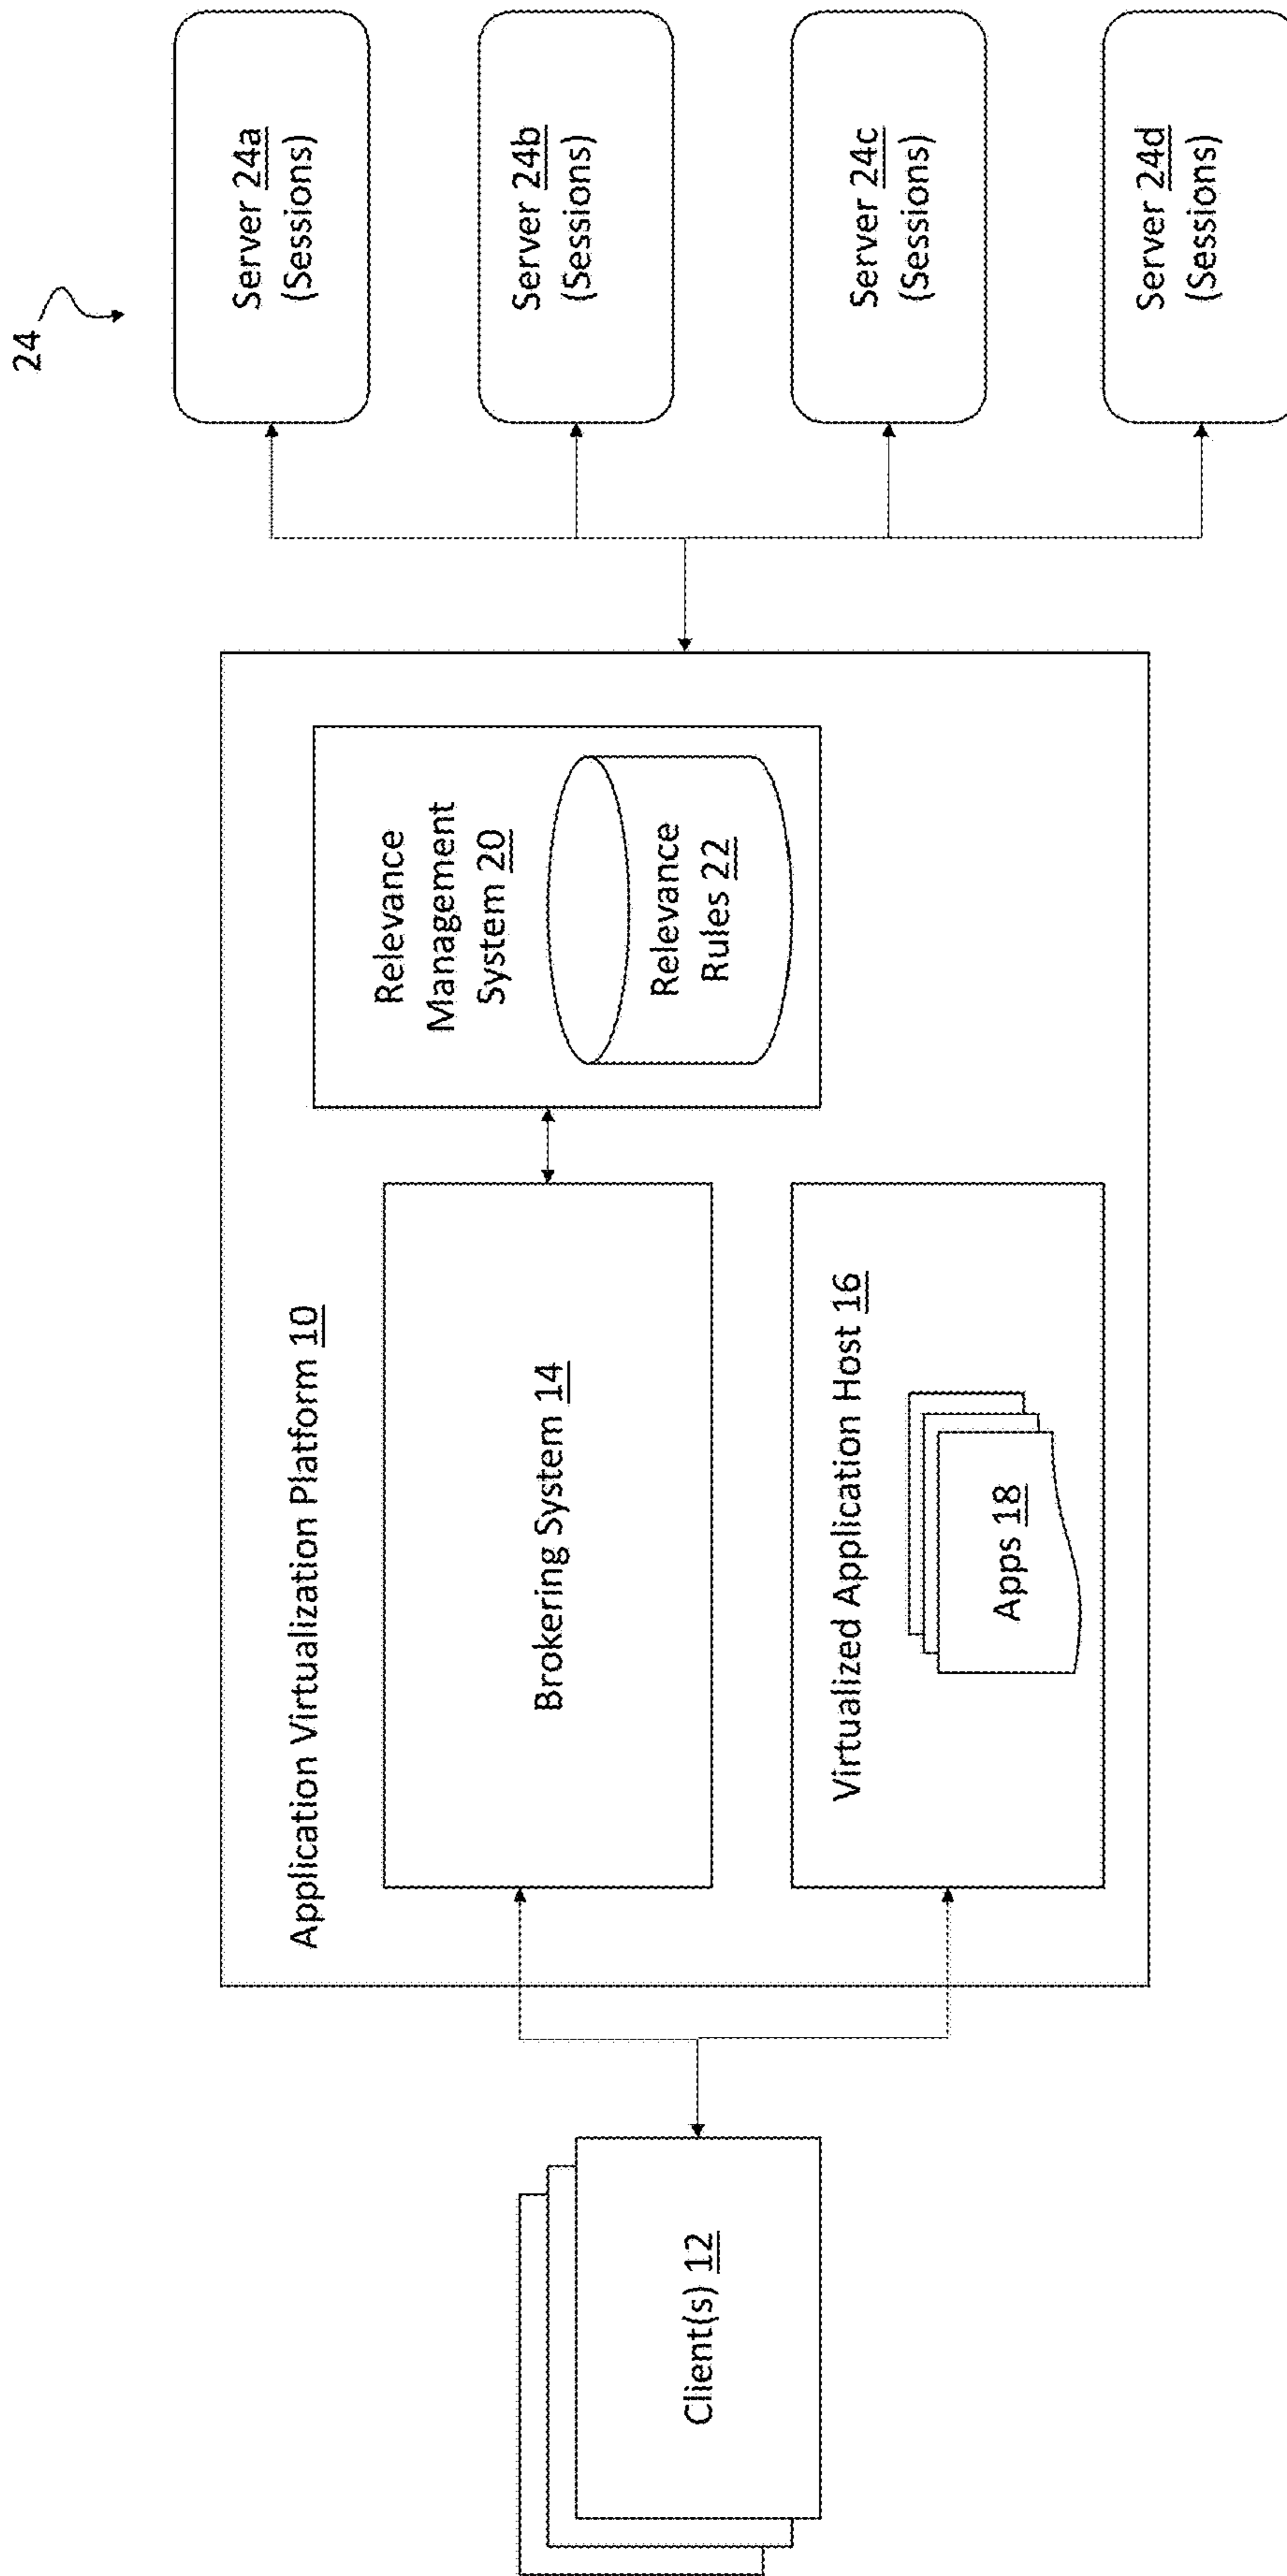 Client(s) 12
Application Virtualization Platform 10
Brokering System 14
Virtualized Application Host 16
Apps 18
Relevance
Management
System 20
Relevance
Rules 22
24
Server 24a
(Sessions)
Server 24b
(Sessions)
Server 24c
(Sessions)
Server 24d
(Sessions)